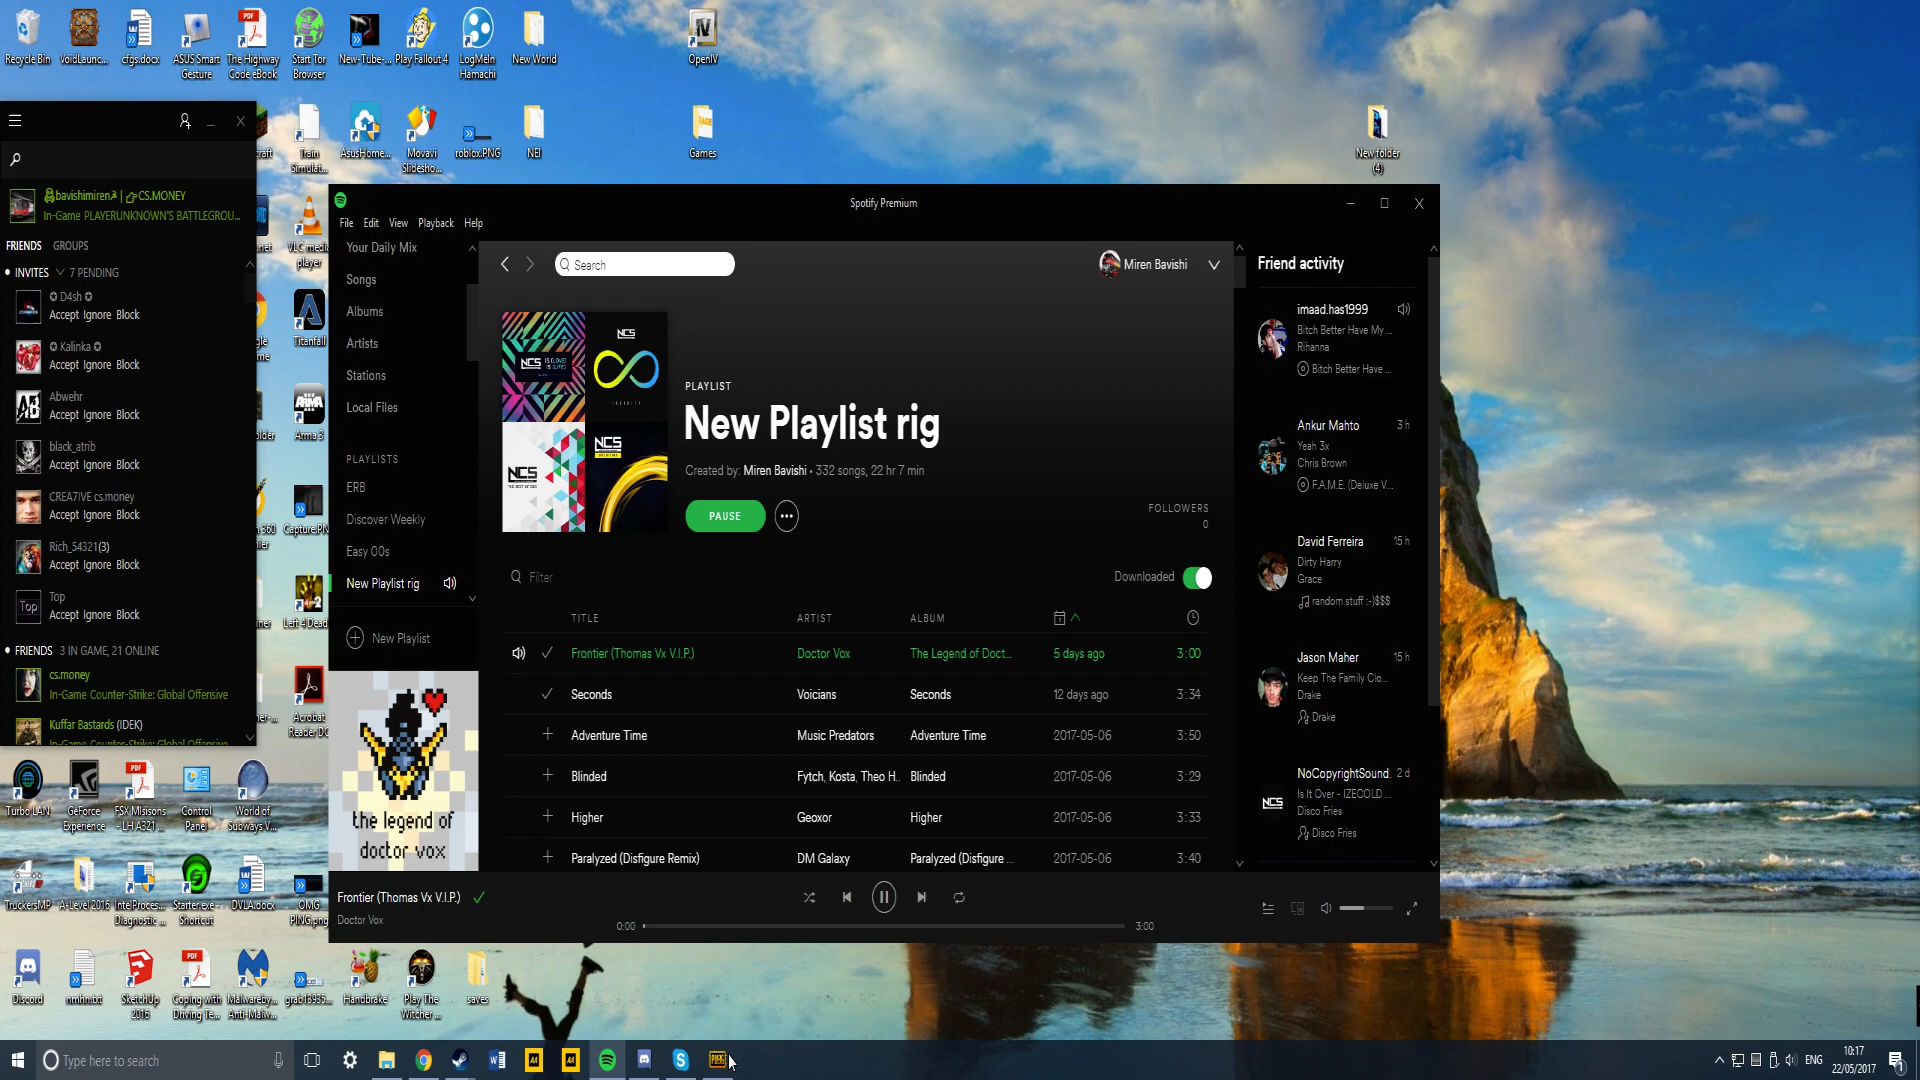 Recycle Bin
VoidLaunc...
cfgs.docx
ASUS Smart
Gesture
The Highway
Code eBook
Start Tor
Browser
New-Tube-...
Play Fallout 4
LogMeIn
Hamachi
New World
OpenIV
Train
Simulat...
AsusHome...
Movavi
Slidesho...
roblox.PNG
NEI
Games
New folder
(4)
VLC media
player
Titanfall
Arma 3
Capture.PN
Left 4 Dead
Acrobat
Reader DC
bavishimiren | CS.MONEY
In-Game PLAYERUNKNOWN'S BATTLEGROU...
FRIENDS GROUPS
INVITES 7 PENDING
D4sh
Accept Ignore Block
Kalinka
Accept Ignore Block
Abwehr
Accept Ignore Block
black_atrib
Accept Ignore Block
CREA7IVE cs.money
Accept Ignore Block
Rich_54321(3)
Accept Ignore Block
Top
Top
Accept Ignore Block
FRIENDS 3 IN GAME, 21 ONLINE
cs.money
In-Game Counter-Strike: Global Offensive
Kuffar Bastards (IDEK)
In-Game Counter-Strike: Global Offensive
Spotify Premium
File Edit View Playback Help
Your Daily Mix
Songs
Albums
Artists
Stations
Local Files
PLAYLISTS
ERB
Discover Weekly
Easy 00s
New Playlist rig
New Playlist
the legend of
doctor vox
Search
Miren Bavishi
NCS
NCS
NCS
NCS
PLAYLIST
New Playlist rig
Created by: Miren Bavishi • 332 songs, 22 hr 7 min
PAUSE
FOLLOWERS
0
Filter
Downloaded
TITLE ARTIST ALBUM
Frontier (Thomas Vx V.I.P.) Doctor Vox The Legend of Doct... 5 days ago 3:00
Seconds Voicians Seconds 12 days ago 3:34
Adventure Time Music Predators Adventure Time 2017-05-06 3:50
Blinded Fytch, Kosta, Theo H.. Blinded 2017-05-06 3:29
Higher Geoxor Higher 2017-05-06 3:33
Paralyzed (Disfigure Remix) DM Galaxy Paralyzed (Disfigure ... 2017-05-06 3:40
Friend activity
imaad.has1999
Bitch Better Have My ...
Rihanna
Bitch Better Have ...
Ankur Mahto 3 h
Yeah 3x
Chris Brown
F.A.M.E. (Deluxe V...
David Ferreira 15 h
Dirty Harry
Grace
random stuff :-)$$$
Jason Maher 15 h
Keep The Family Clo...
Drake
Drake
NoCopyrightSound.. 2 d
Is It Over - IZECOLD ...
Disco Fries
Disco Fries
NCS
Frontier (Thomas Vx V.I.P.)
Doctor Vox
0:00
3:00
Turbo LAN
GeForce
Experience
FSX MIsisons
- LH A321 ...
Control
Panel
World of
Subways V...
TruckersMP
A-Level 2016
IntelProces...
Diagnostic ...
Starter.exe -
Shortcut
DVLA.docx
OMG
PING.png
Discord
nmhn.txt
SketchUp
2016
Coping with
Driving Te...
Malwareby...
Anti-Malw...
grab13935...
Handbrake
Play The
Witcher ...
saves
Type here to search
ENG
10:17
22/05/2017